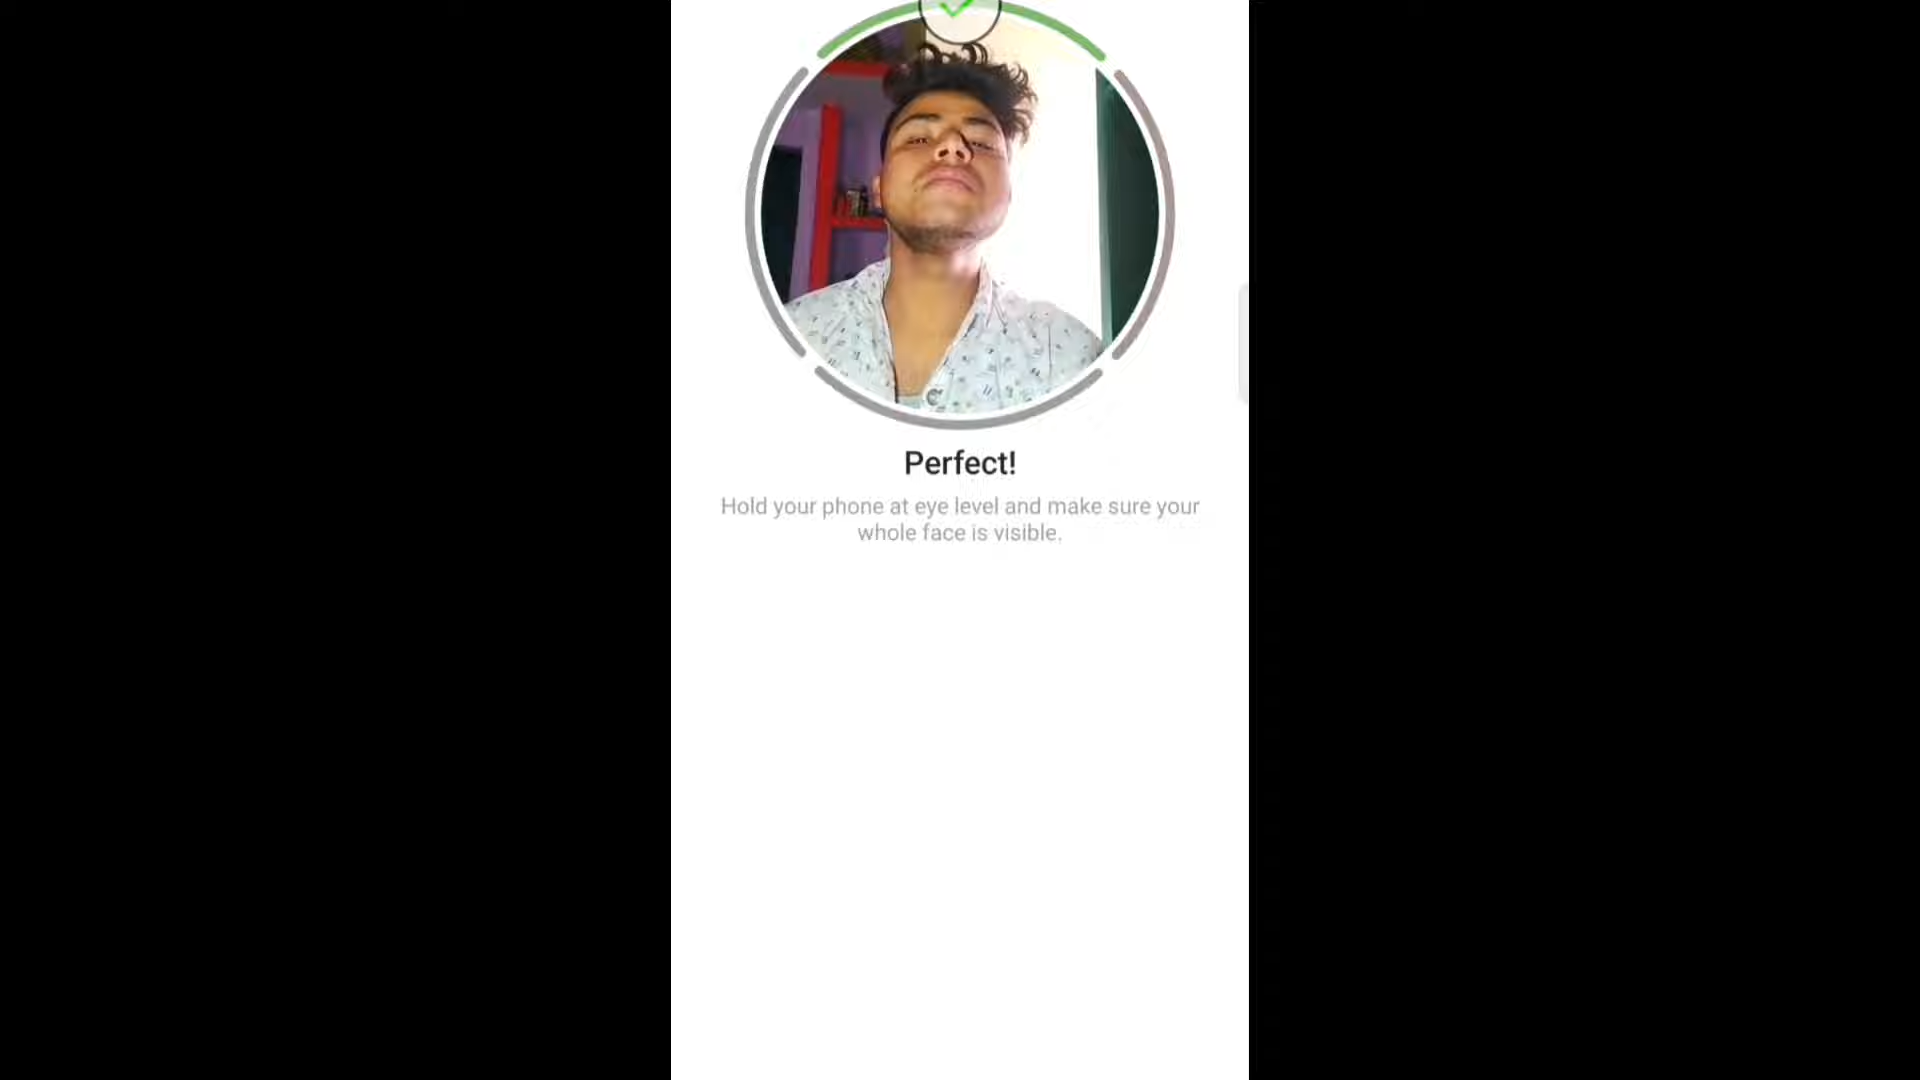 Perfect!
Hold your phone at eye level and make sure your
whole face is visible.